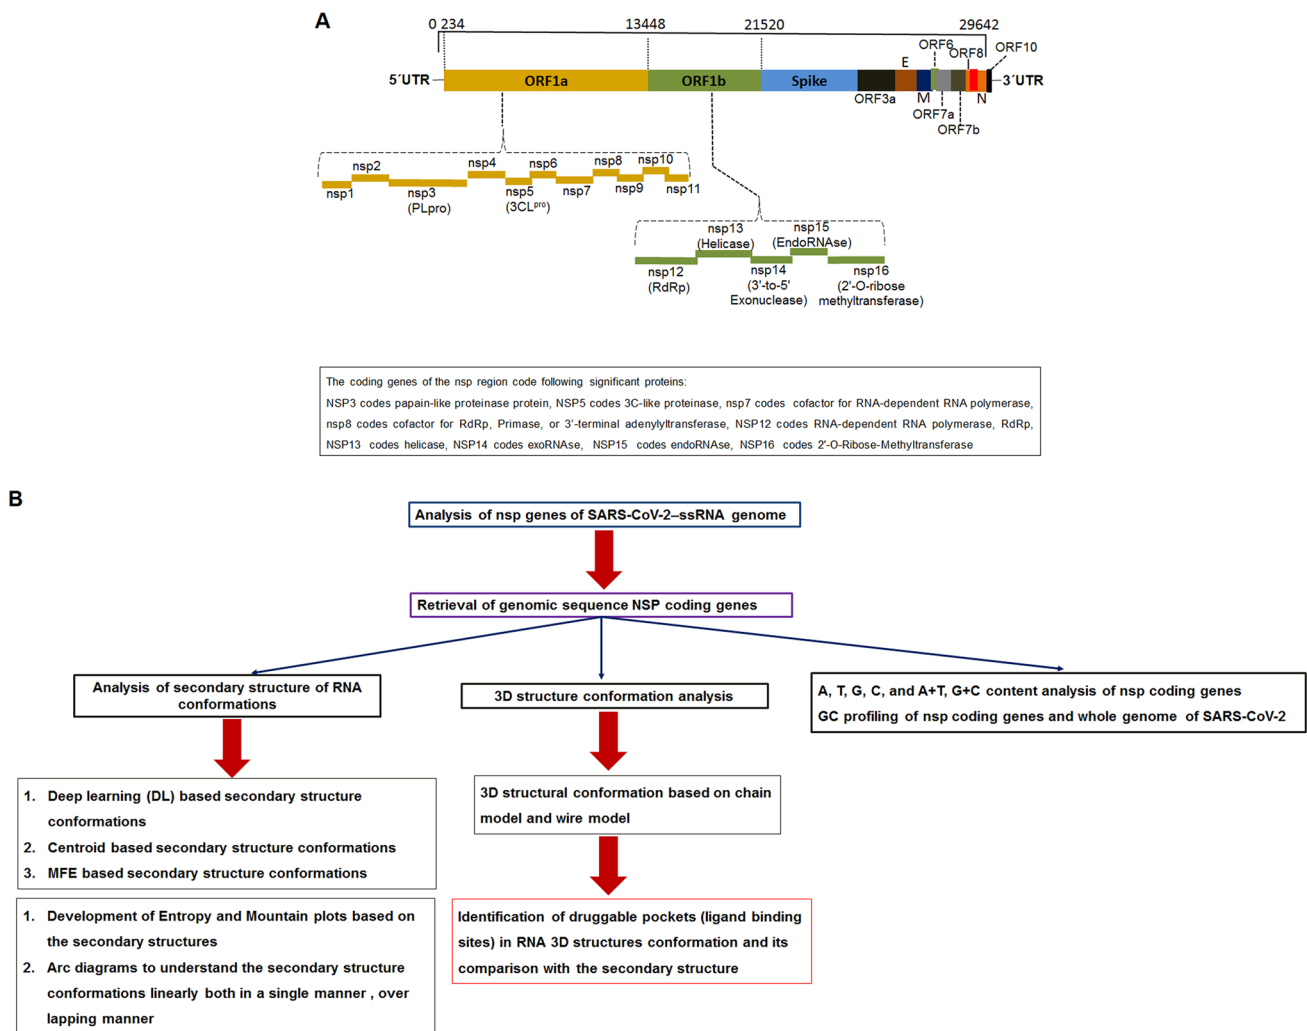 A
0 234 13448 21520 29642
ORF6 ORF8 ORF10
E
5´UTR ORF1a ORF1b Spike 3´UTR
ORF3a M ORF7a N
ORF7b
nsp2 nsp4 nsp6 nsp8 nsp10
nsp1 nsp3 nsp5 nsp7 nsp9 nsp11
(PLpro) (3CLpro)
nsp13 nsp15
(Helicase) (EndoRNAse)
nsp12 nsp14 nsp16
(RdRp) (3'-to-5' (2'-O-ribose
Exonuclease) methyltransferase)
The coding genes of the nsp region code following significant proteins:
NSP3 codes papain-like proteinase protein, NSP5 codes 3C-like proteinase, nsp7 codes cofactor for RNA-dependent RNA polymerase,
nsp8 codes cofactor for RdRp, Primase, or 3'-terminal adenylyltransferase, NSP12 codes RNA-dependent RNA polymerase, RdRp,
NSP13 codes helicase, NSP14 codes exoRNAse, NSP15 codes endoRNAse, NSP16 codes 2'-O-Ribose-Methyltransferase
B
Analysis of nsp genes of SARS-CoV-2–ssRNA genome
Retrieval of genomic sequence NSP coding genes
Analysis of secondary structure of RNA
conformations
3D structure conformation analysis
A, T, G, C, and A+T, G+C content analysis of nsp coding genes
GC profiling of nsp coding genes and whole genome of SARS-CoV-2
1. Deep learning (DL) based secondary structure
conformations
2. Centroid based secondary structure conformations
3. MFE based secondary structure conformations
3D structural conformation based on chain
model and wire model
1. Development of Entropy and Mountain plots based on
the secondary structures
2. Arc diagrams to understand the secondary structure
conformations linearly both in a single manner , over
lapping manner
Identification of druggable pockets (ligand binding
sites) in RNA 3D structures conformation and its
comparison with the secondary structure